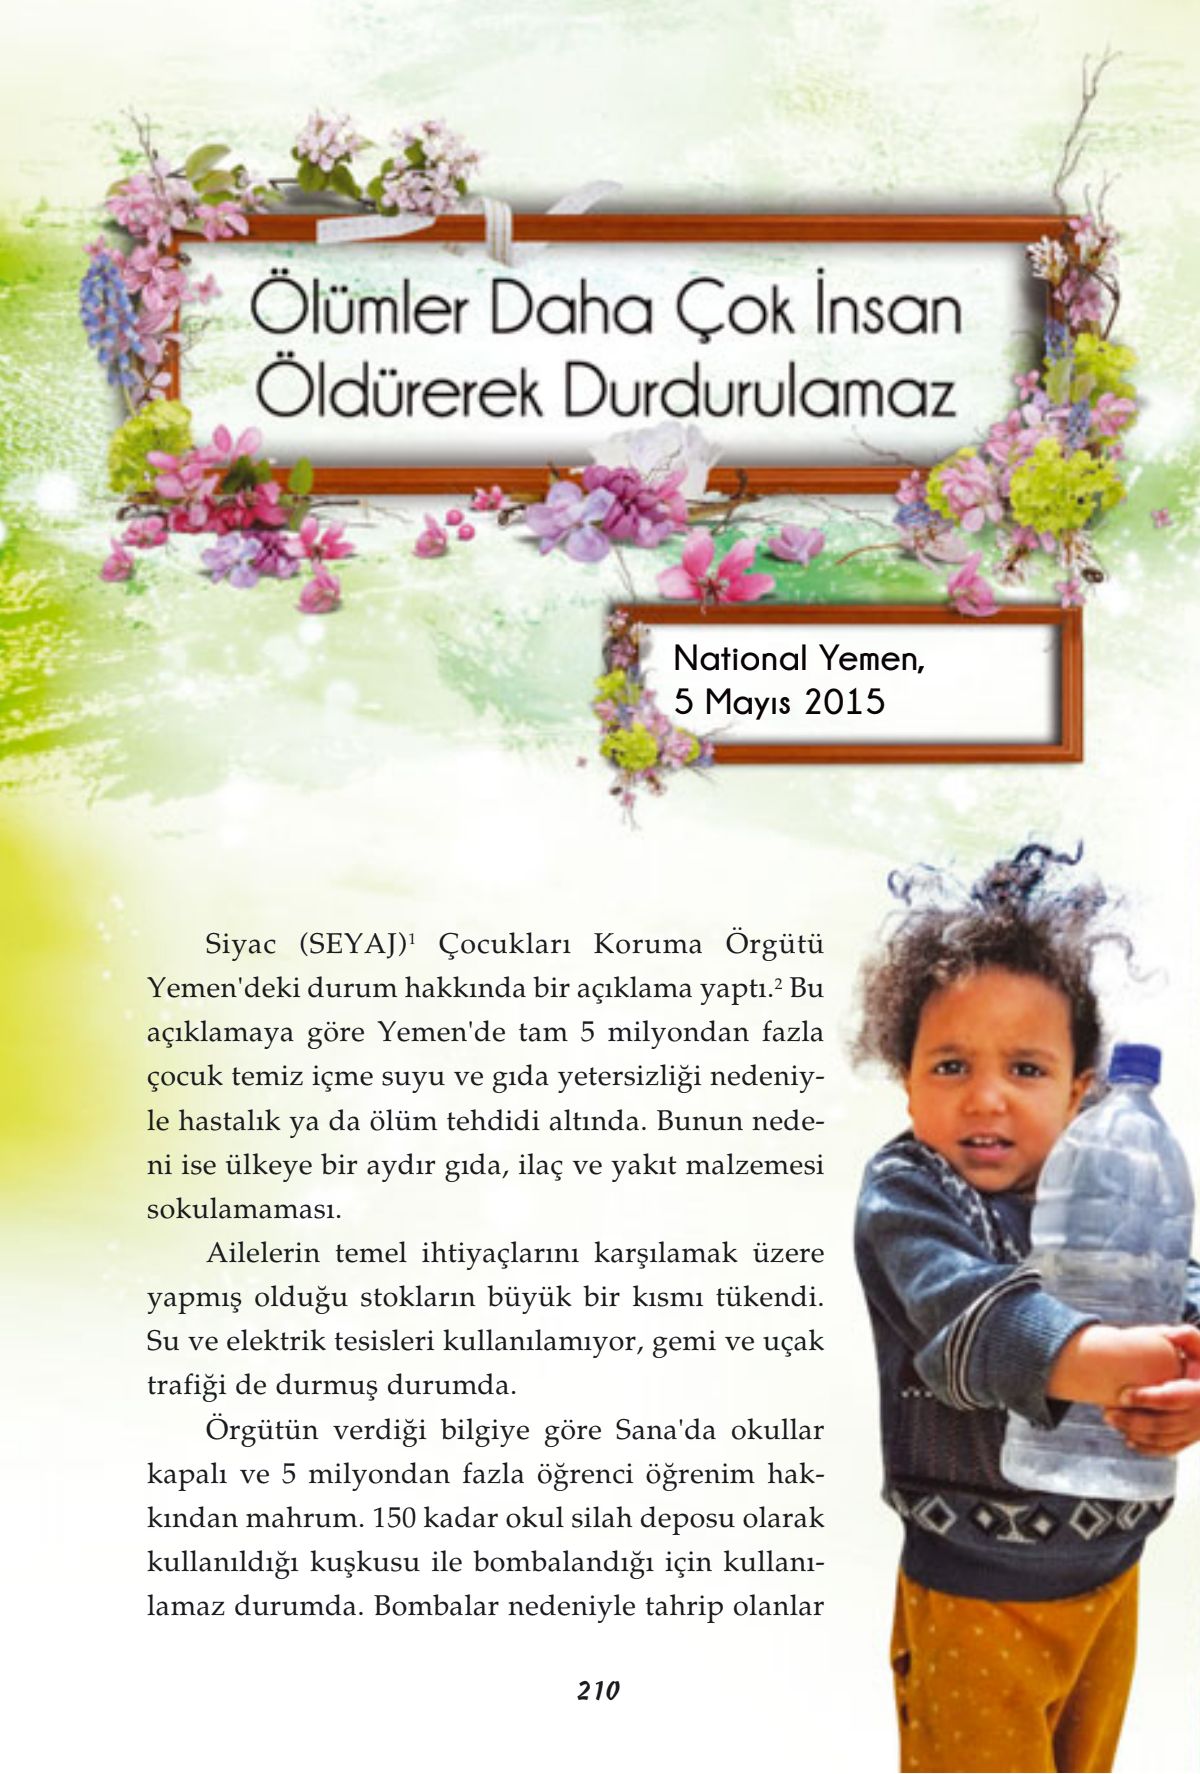 Ölümler Daha Çok İnsan
Öldürerek Durdurulamaz
National Yemen,
5 Mayıs 2015
Siyac (SEYAJ)¹ Çocukları Koruma Örgütü
Yemen'deki durum hakkında bir açıklama yaptı.² Bu
açıklamaya göre Yemen'de tam 5 milyondan fazla
çocuk temiz içme suyu ve gıda yetersizliği nedeniy-
le hastalık ya da ölüm tehdidi altında. Bunun nede-
ni ise ülkeye bir aydır gıda, ilaç ve yakıt malzemesi
sokulamaması.
Ailelerin temel ihtiyaçlarını karşılamak üzere
yapmış olduğu stokların büyük bir kısmı tükendi.
Su ve elektrik tesisleri kullanılamıyor, gemi ve uçak
trafiği de durmuş durumda.
Örgütün verdiği bilgiye göre Sana'da okullar
kapalı ve 5 milyondan fazla öğrenci öğrenim hak-
kından mahrum. 150 kadar okul silah deposu olarak
kullanıldığı kuşkusu ile bombalandığı için kullanı-
lamaz durumda. Bombalar nedeniyle tahrip olanlar
210